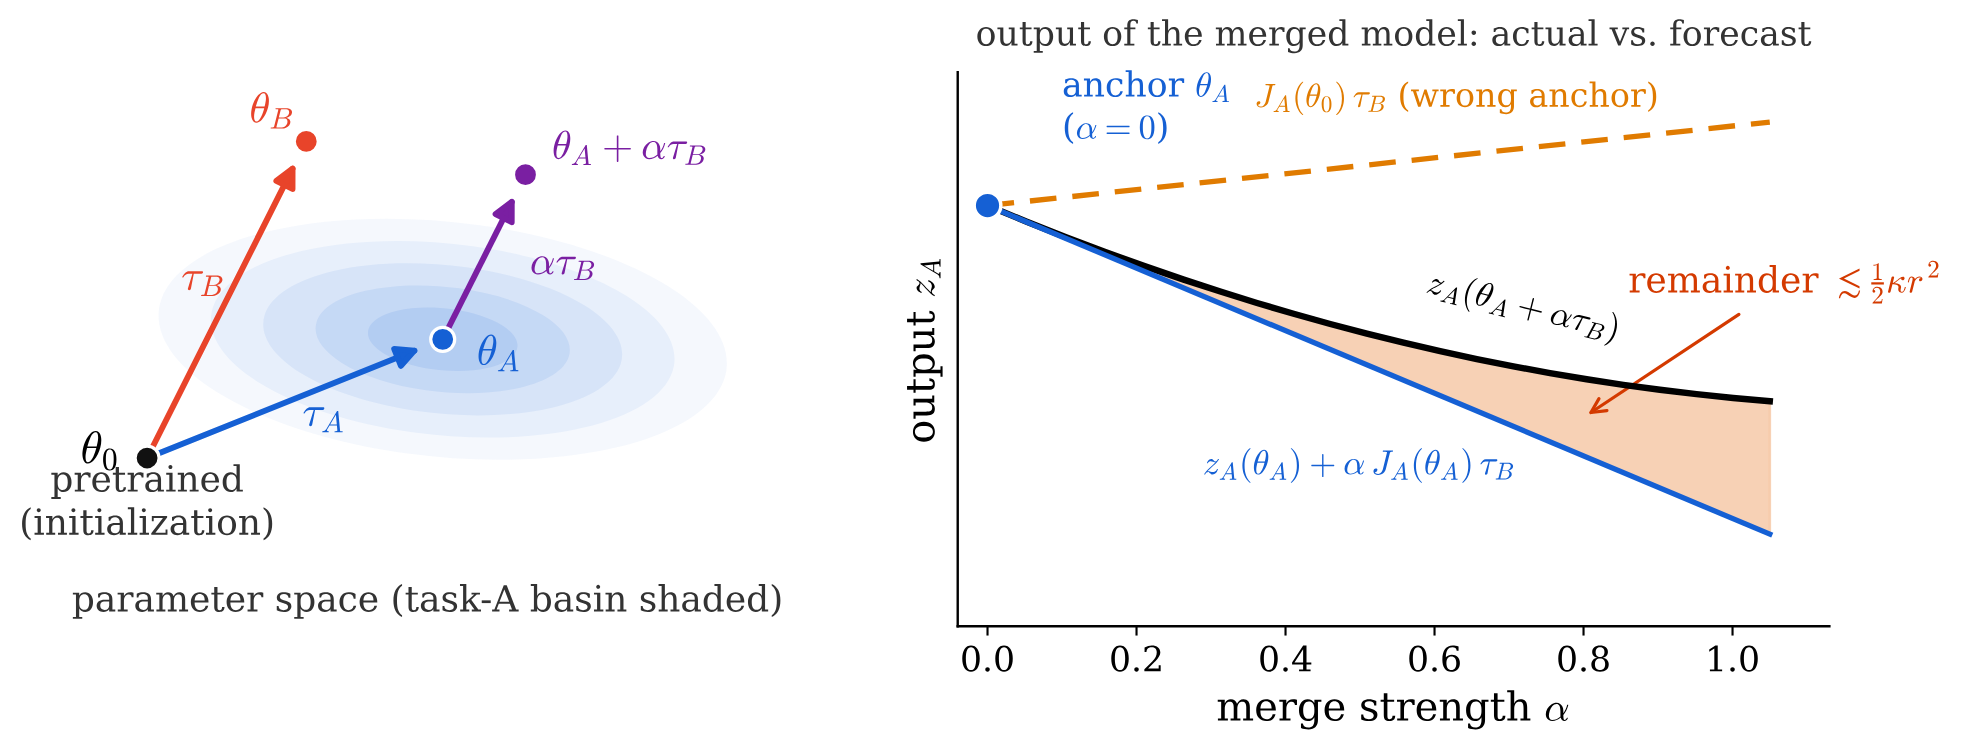 θ_B
θ_A + ατ_B
τ_B
ατ_B
θ_A
τ_A
θ_0
pretrained
(initialization)
parameter space (task-A basin shaded)
output of the merged model: actual vs. forecast
anchor θ_A
(α = 0)
J_A(θ_0) τ_B (wrong anchor)
z_A(θ_A + ατ_B)
remainder ≲ ½κr²
z_A(θ_A) + α J_A(θ_A) τ_B
output z_A
0.0 0.2 0.4 0.6 0.8 1.0
merge strength α